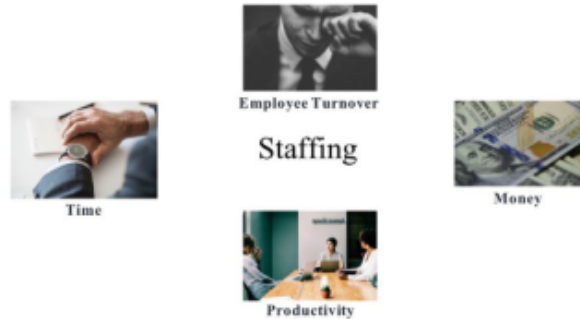 Employee Turnover
Staffing
Time
Money
Productivity